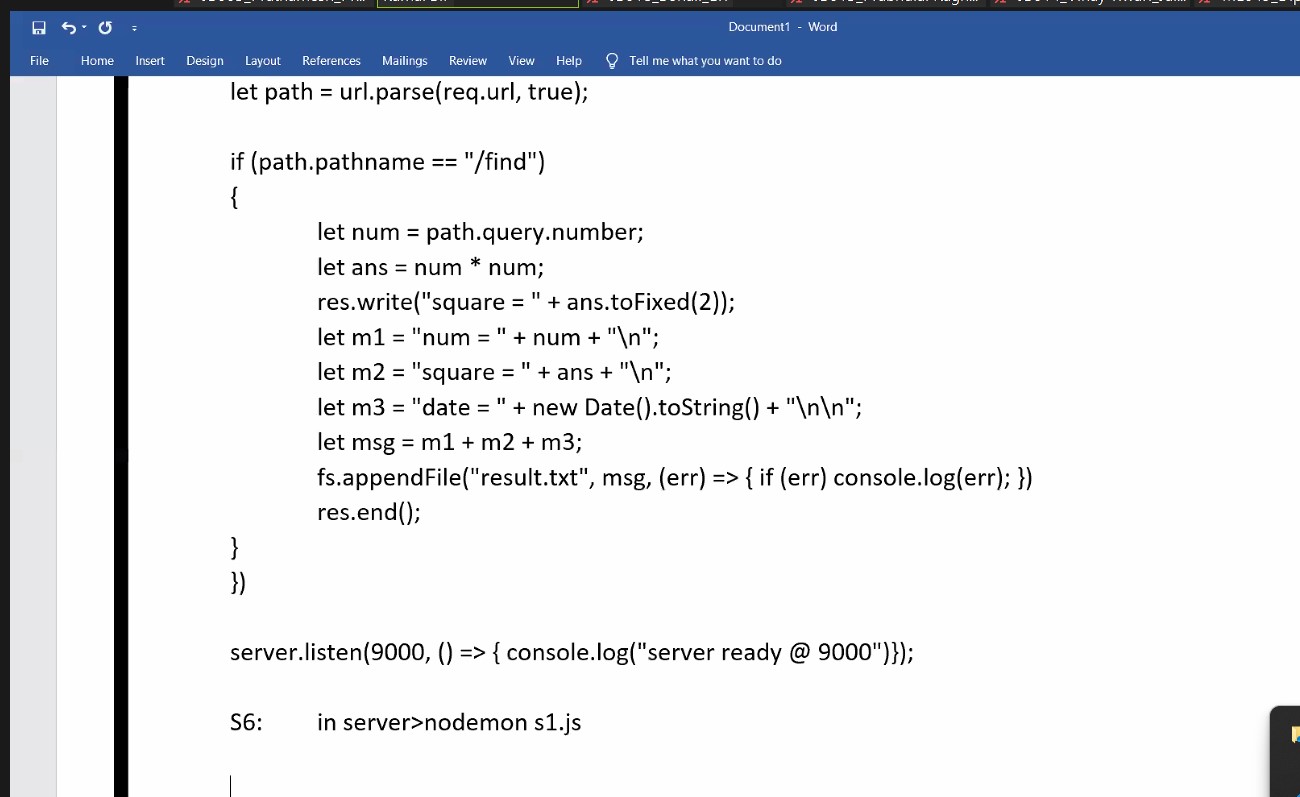 Document1 - Word
File Home Insert Design Layout References Mailings Review View Help Tell me what you want to do
let path = url.parse(req.url, true);
if (path.pathname == "/find")
{
let num = path.query.number;
let ans = num * num;
res.write("square = " + ans.toFixed(2));
let m1 = "num = " + num + "\n";
let m2 = "square = " + ans + "\n";
let m3 = "date = " + new Date().toString() + "\n\n";
let msg = m1 + m2 + m3;
fs.appendFile("result.txt", msg, (err) => { if (err) console.log(err); })
res.end();
}
})
server.listen(9000, () => { console.log("server ready @ 9000")});
S6: in server>nodemon s1.js